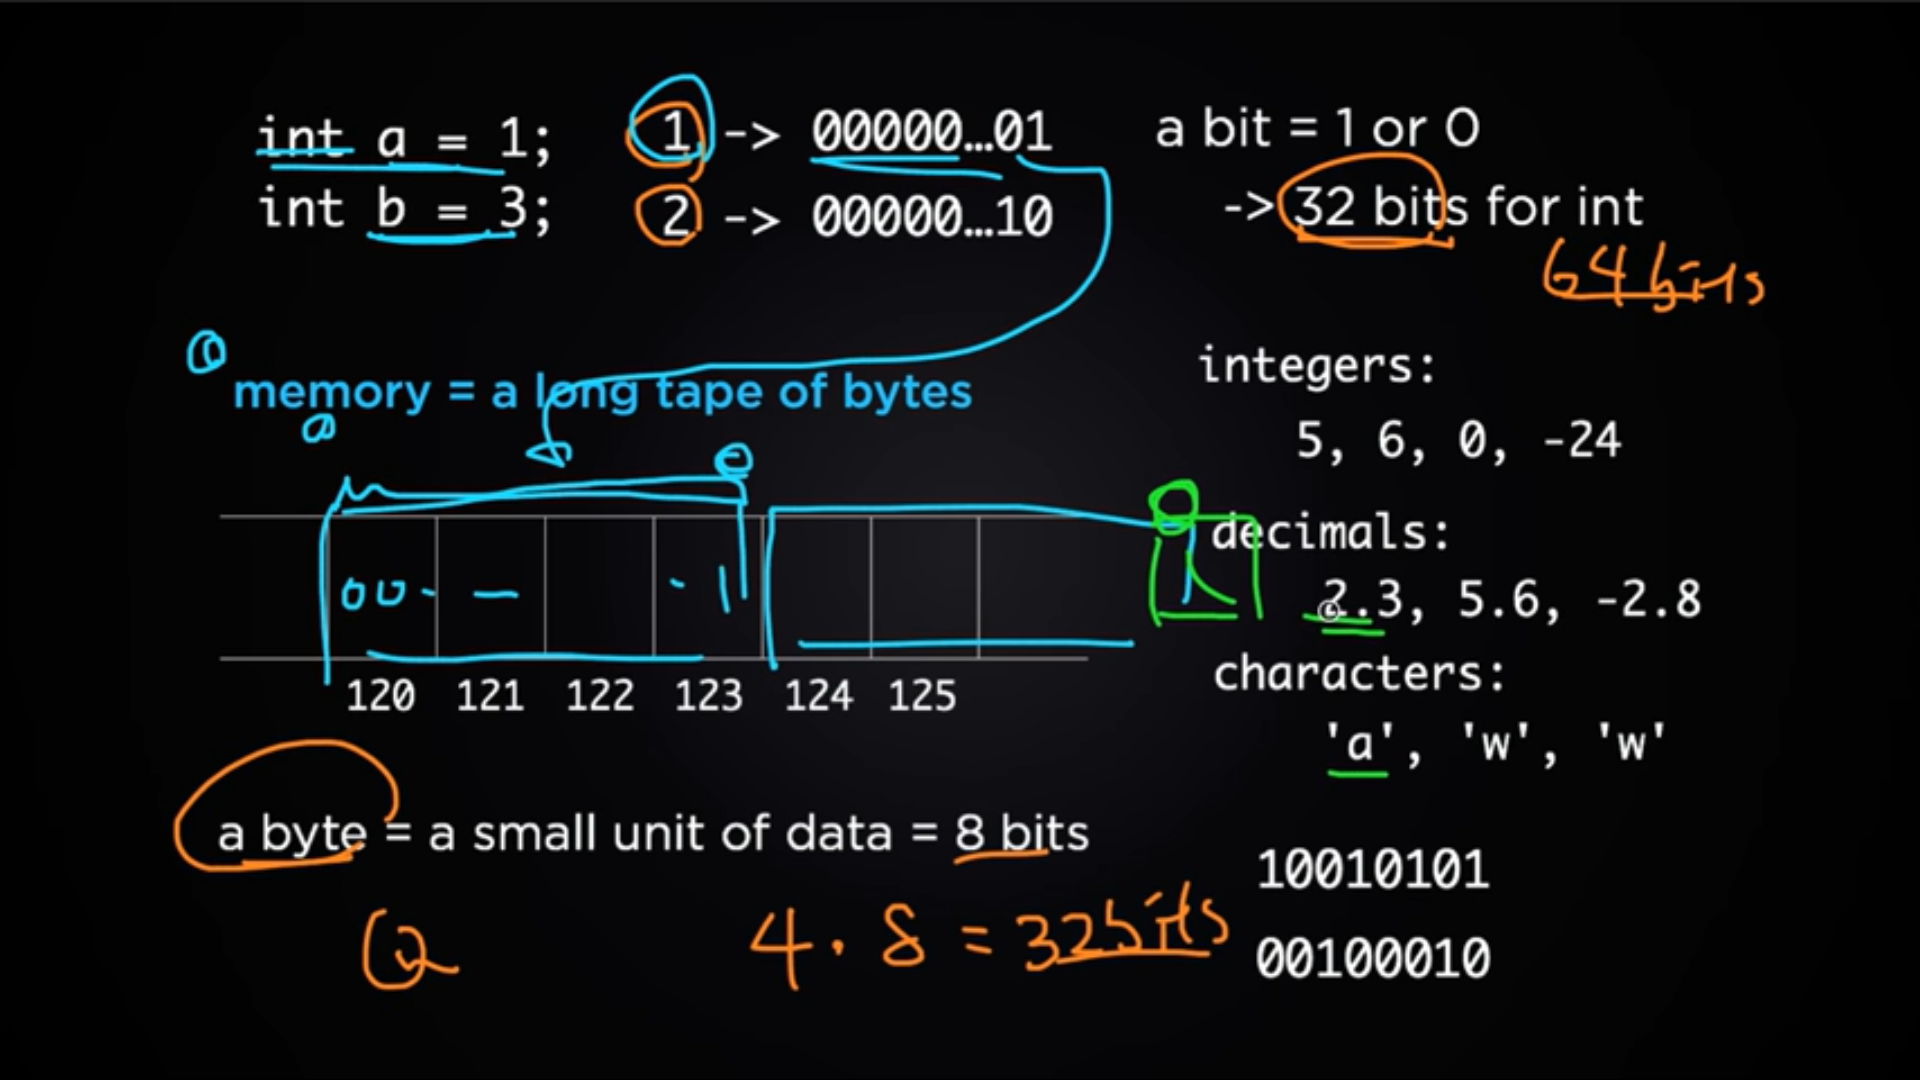 int a = 1;
int b = 3;
1 -> 00000...01
2 -> 00000...10
a bit = 1 or 0
-> 32 bits for int
64 bits
memory = a long tape of bytes
a
00 - —
120 121 122 123 124 125
a byte = a small unit of data = 8 bits
4 . 8 = 32 bits
integers:
5, 6, 0, -24
decimals:
2.3, 5.6, -2.8
characters:
'a', 'w', 'w'
10010101
00100010